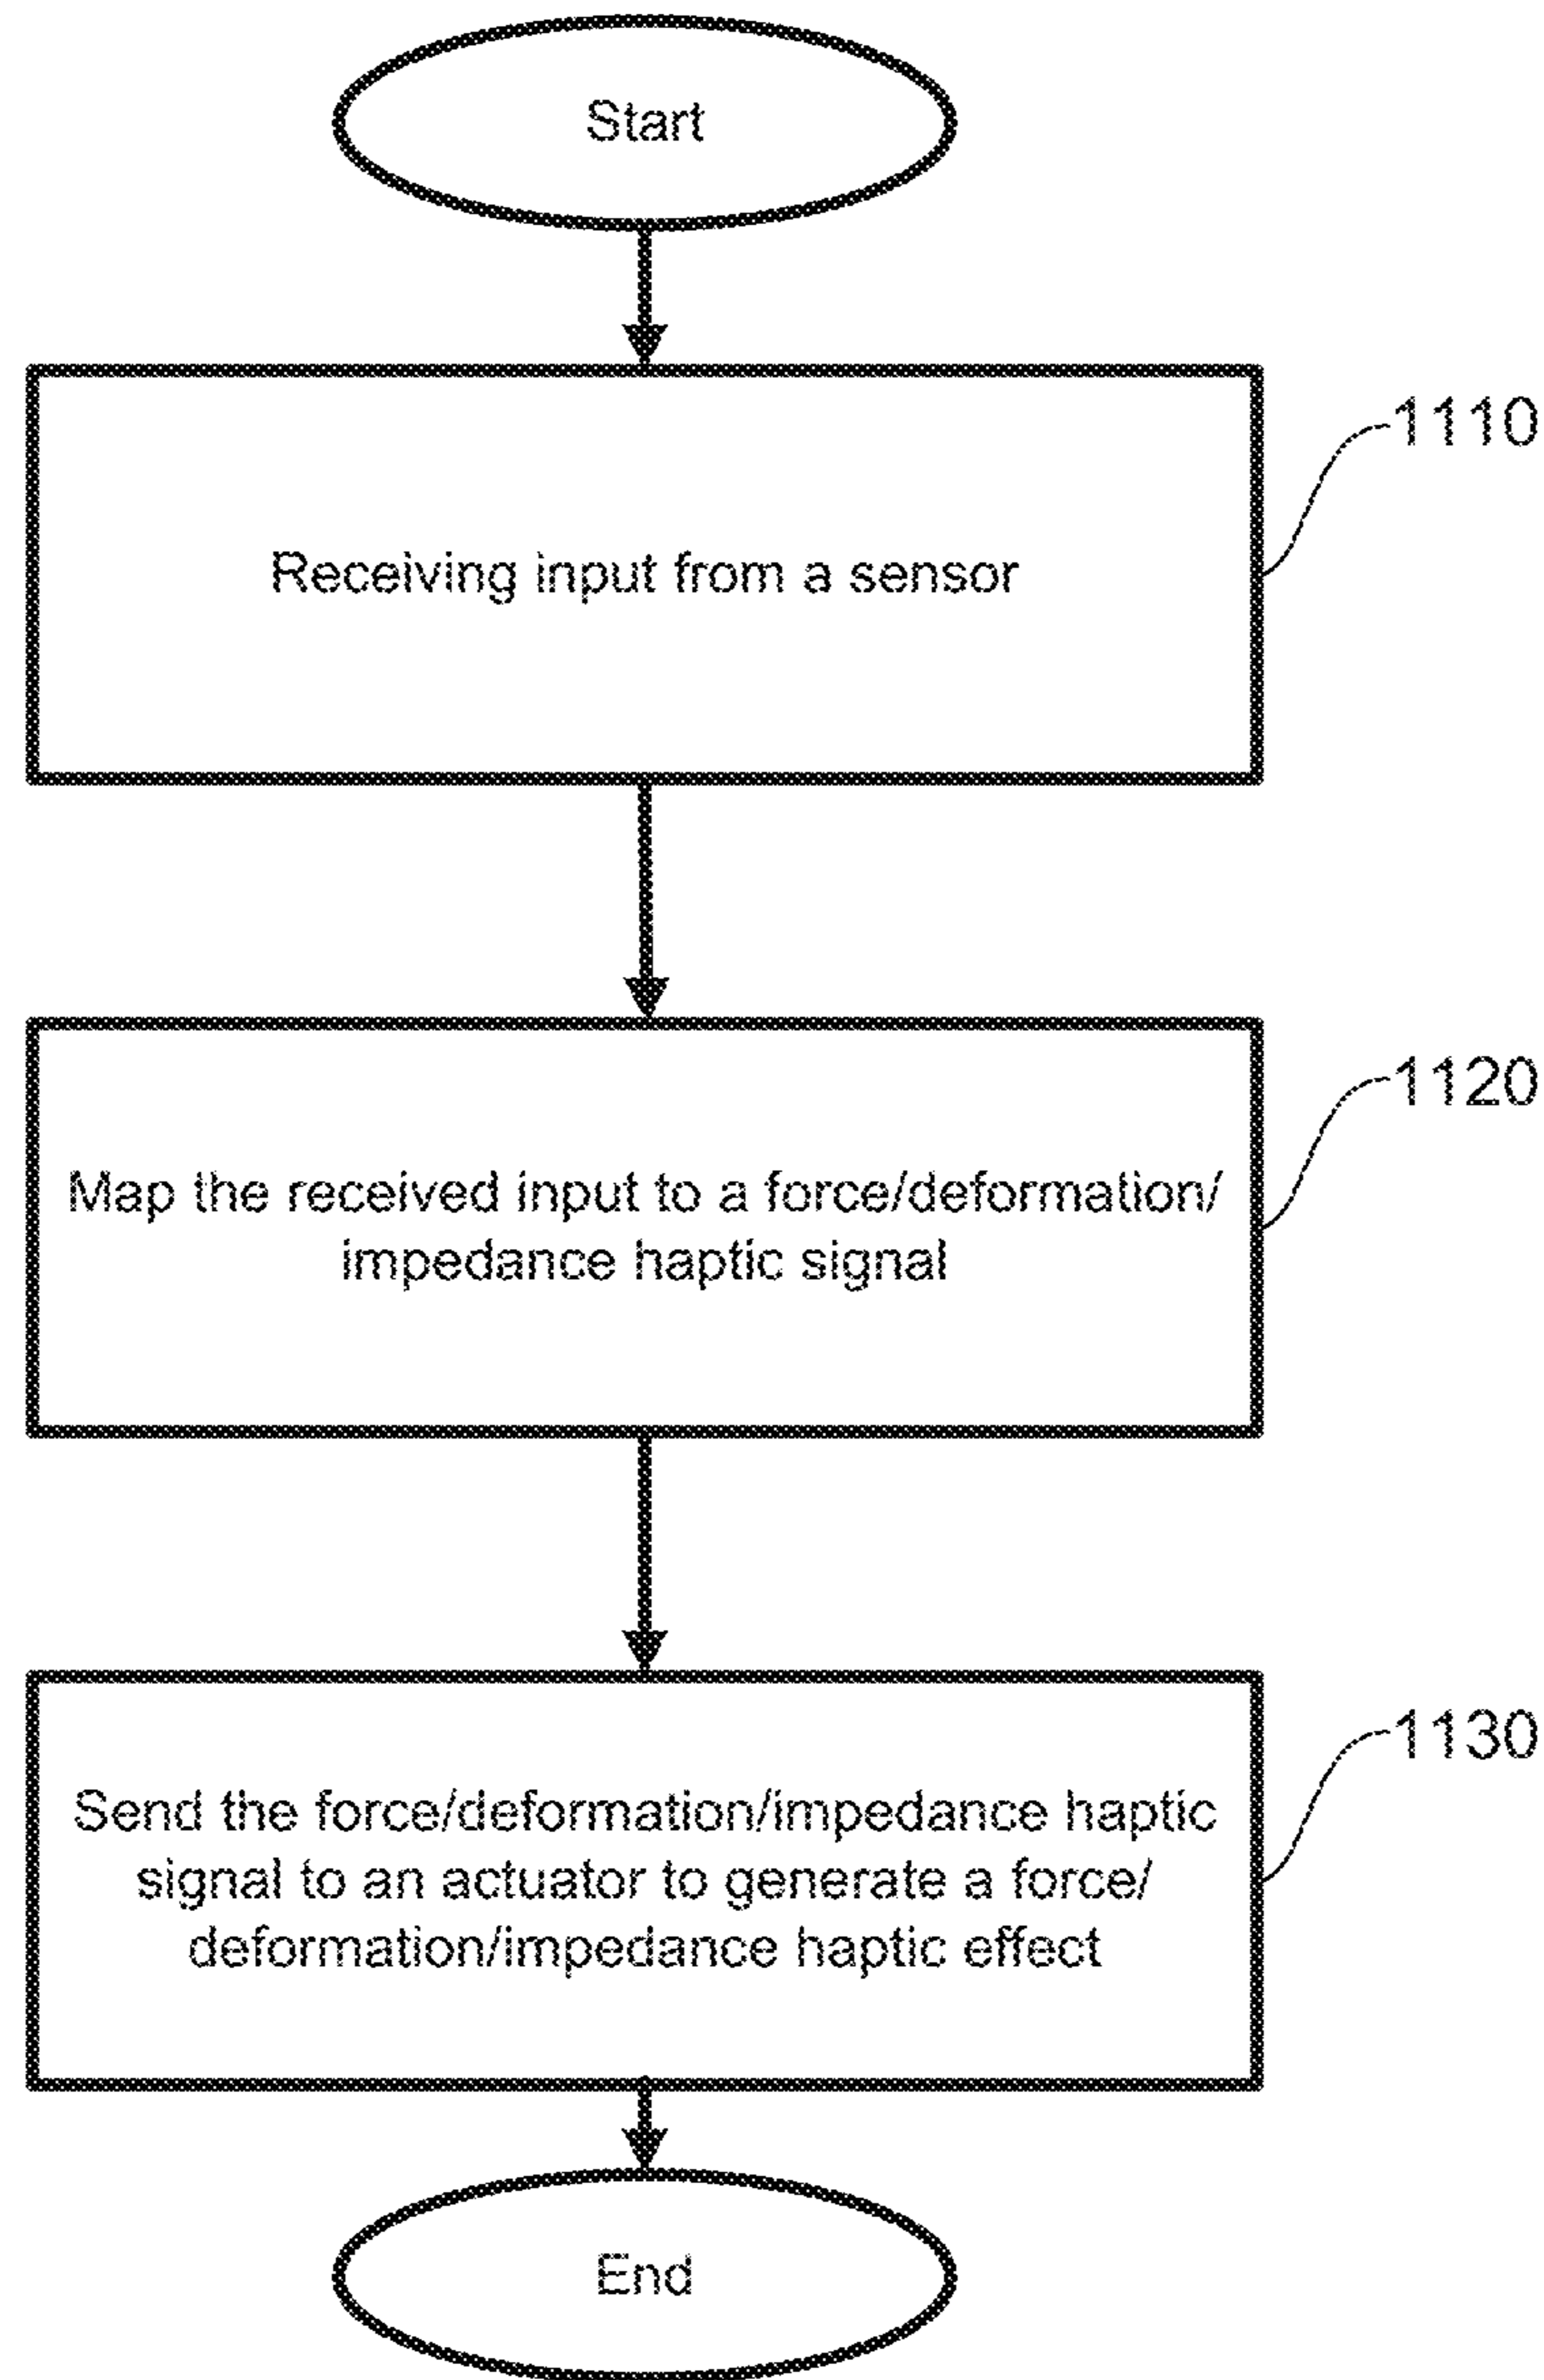 Start
1110
Receiving input from a sensor
1120
Map the received input to a force/deformation/
impedance haptic signal
1130
Send the force/deformation/impedance haptic
signal to an actuator to generate a force/
deformation/impedance haptic effect
End